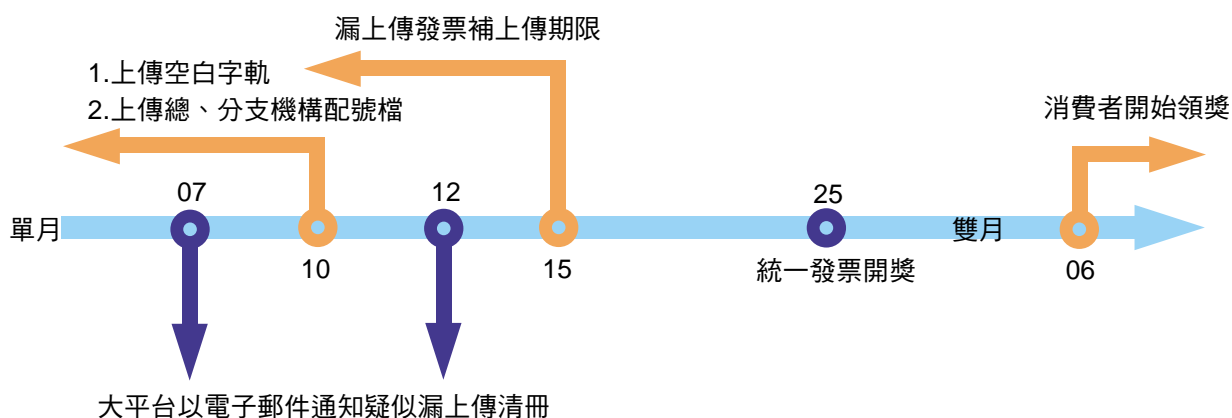 漏上傳發票補上傳期限
1.上傳空白字軌
2.上傳總、分支機構配號檔
消費者開始領獎
07
12
25
單月
雙月
10
15
統一發票開獎
06
大平台以電子郵件通知疑似漏上傳清冊